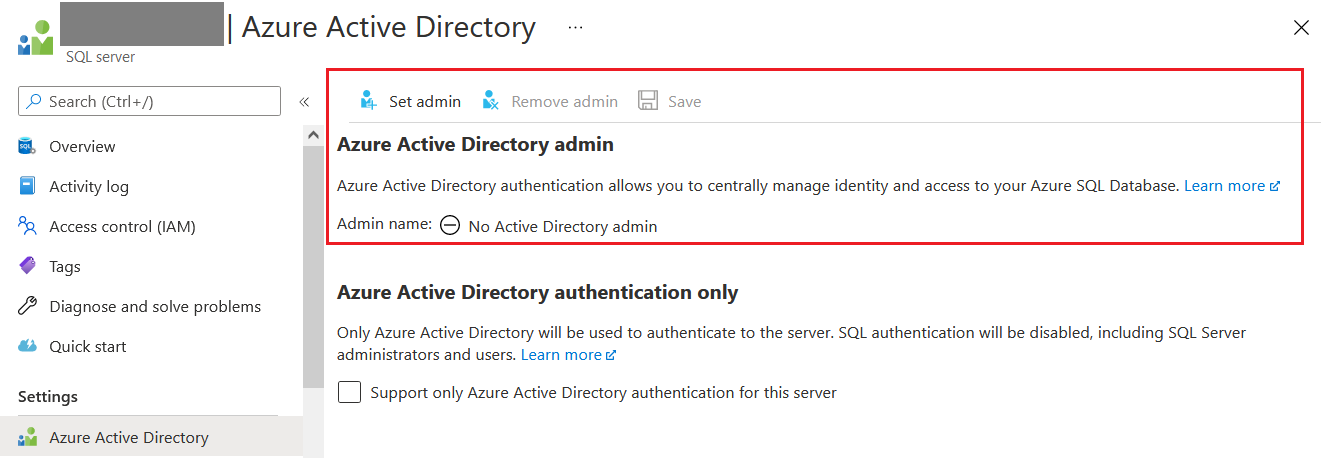 | Azure Active Directory ...
SQL server
Search (Ctrl+/)
«
Overview
Activity log
Access control (IAM)
Tags
Diagnose and solve problems
Quick start
Settings
Azure Active Directory
Set admin Remove admin Save
Azure Active Directory admin
Azure Active Directory authentication allows you to centrally manage identity and access to your Azure SQL Database. Learn more
Admin name: No Active Directory admin
Azure Active Directory authentication only
Only Azure Active Directory will be used to authenticate to the server. SQL authentication will be disabled, including SQL Server
administrators and users. Learn more
Support only Azure Active Directory authentication for this server